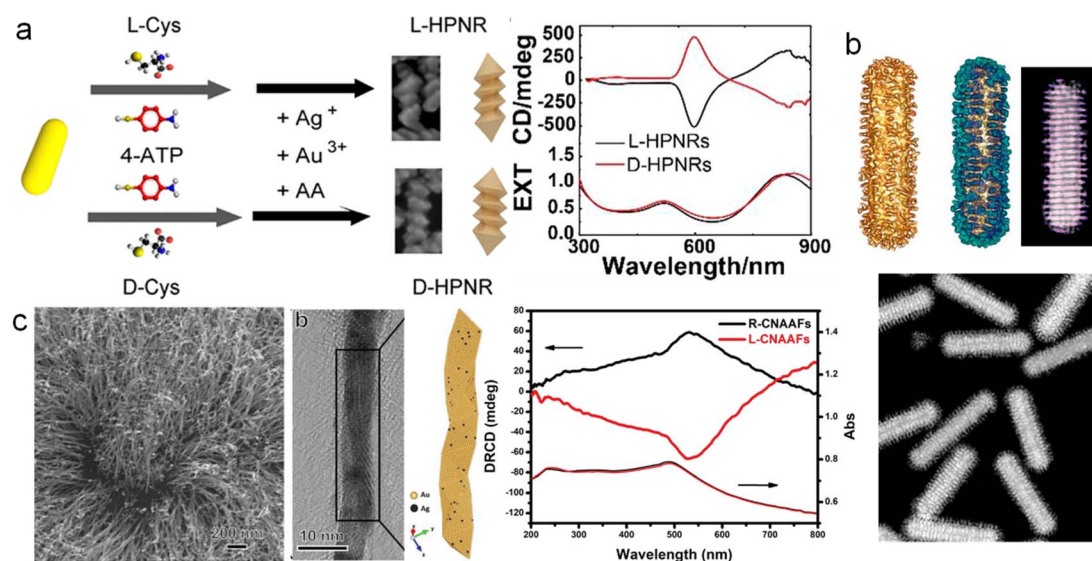 a
L-Cys
L-HPNR
4-ATP
+ Ag +
+ Au 3+
+ AA
D-Cys
D-HPNR
CD/mdeg
500
250
0
-250
-500
L-HPNRs
D-HPNRs
EXT
1.5
1.0
0.5
0.0
300
600
900
Wavelength/nm
b
c
200 nm
b
10 nm
Au
Ag
z
y
x
DRCD (mdeg)
80
60
40
20
0
-20
-40
-60
-80
-100
-120
R-CNAAFs
L-CNAAFs
1.4
1.2
1.0
0.8
0.6
Abs
200
300
400
500
600
700
800
Wavelength (nm)